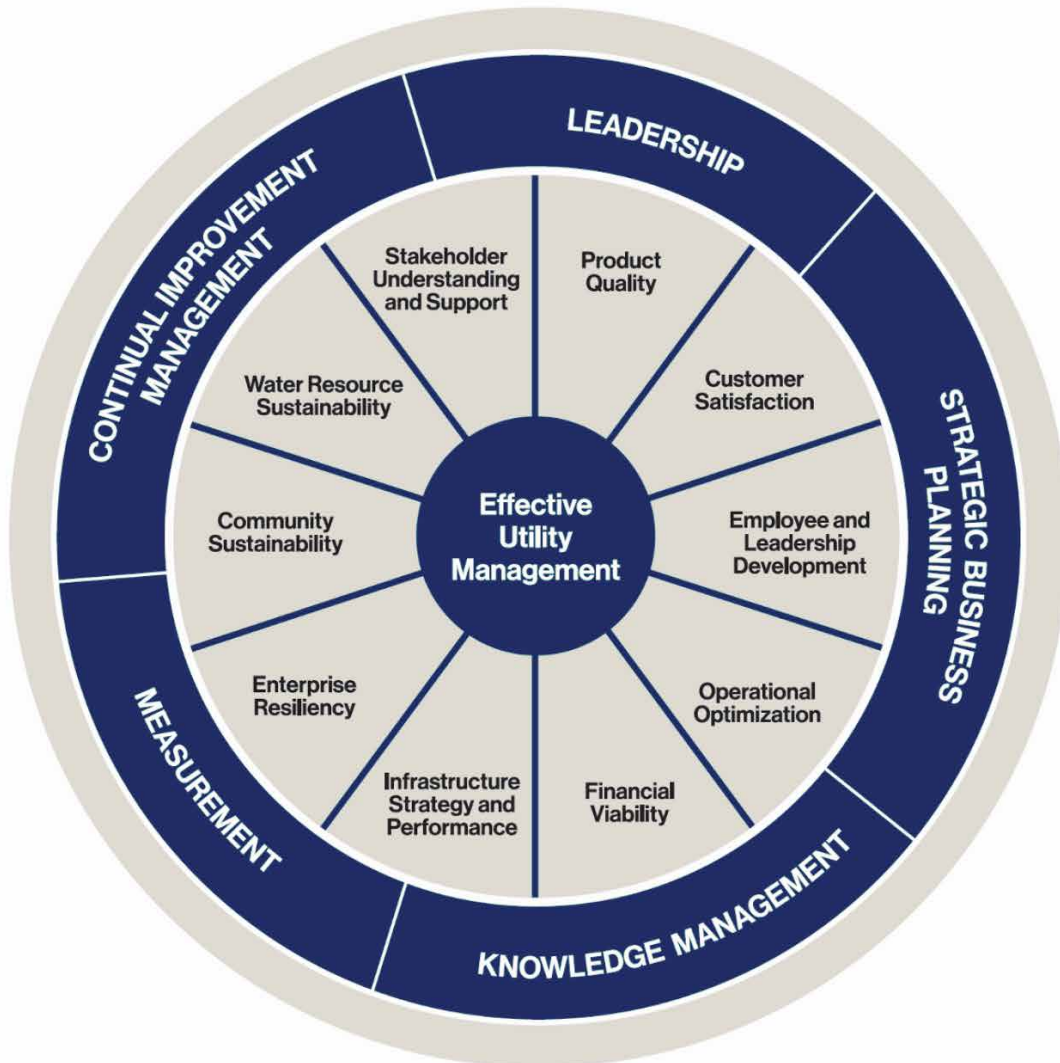 LEADERSHIP
STRATEGIC BUSINESS
PLANNING
KNOWLEDGE MANAGEMENT
MEASUREMENT
CONTINUAL IMPROVEMENT
MANAGEMENT
Product
Quality
Customer
Satisfaction
Employee and
Leadership
Development
Operational
Optimization
Financial
Viability
Infrastructure
Strategy and
Performance
Enterprise
Resiliency
Community
Sustainability
Water Resource
Sustainability
Stakeholder
Understanding
and Support
Effective
Utility
Management